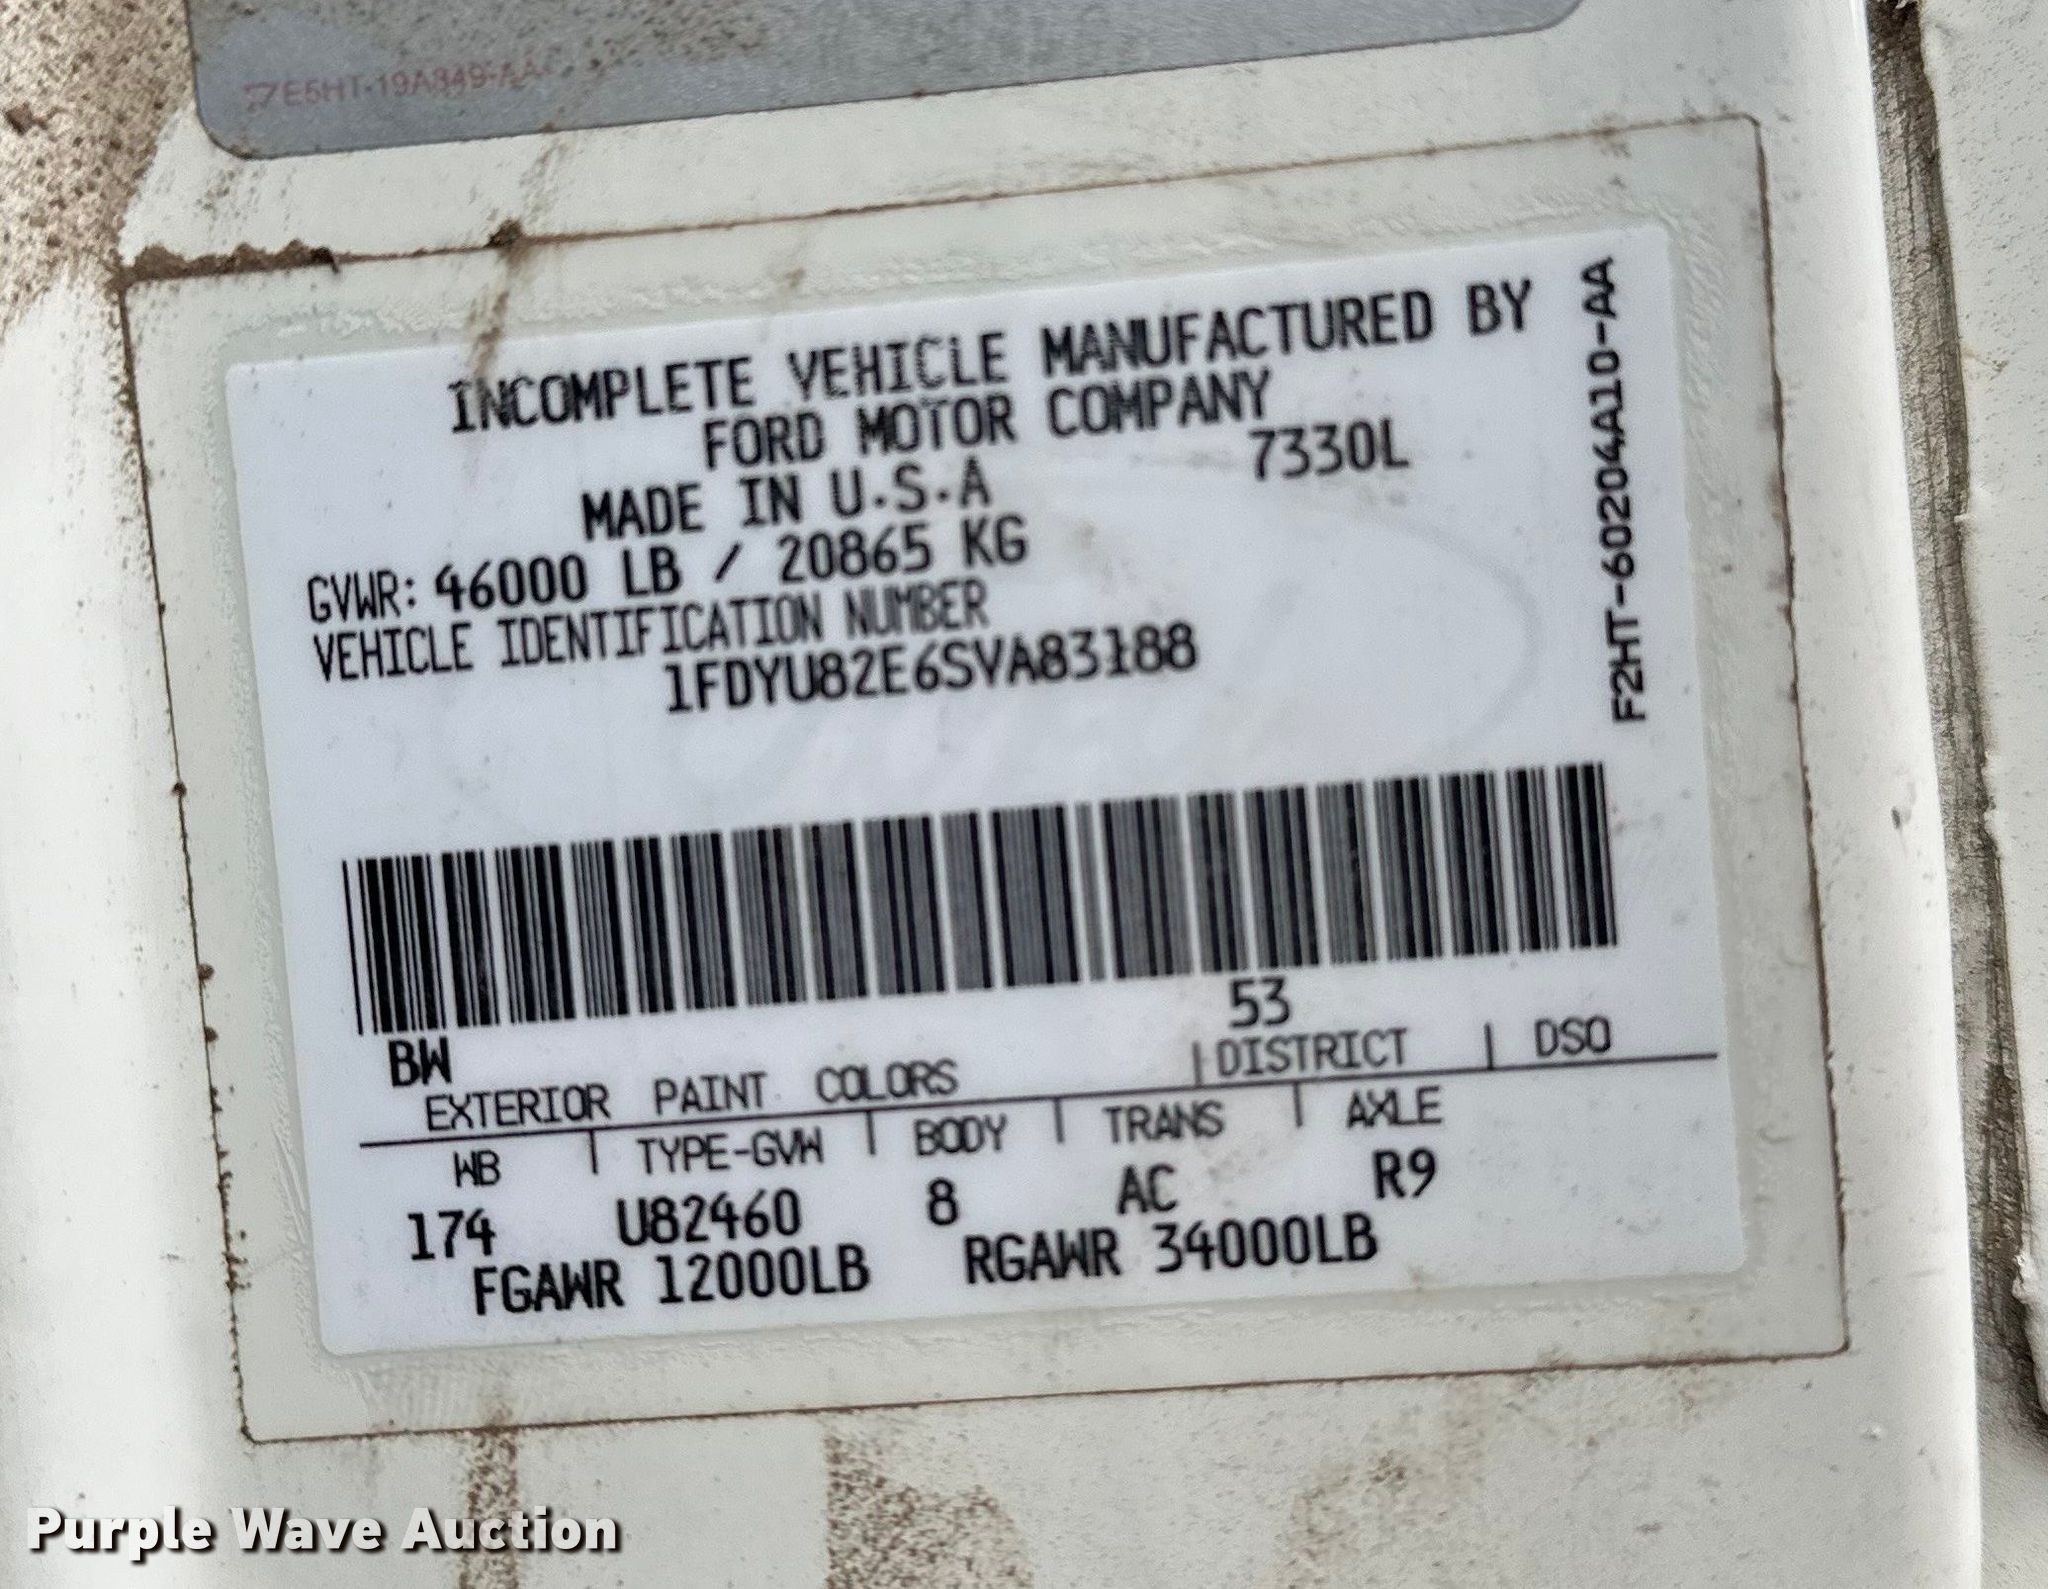 E5HT-19A849-AA
INCOMPLETE VEHICLE MANUFACTURED BY
FORD MOTOR COMPANY
7330L
MADE IN U.S.A
GVWR: 46000 LB / 20865 KG
VEHICLE IDENTIFICATION NUMBER
1FDYU82E6SVA83188
F2HT-60204A10-AA
53
BW
EXTERIOR PAINT COLORS | DISTRICT | DSO
WB | TYPE-GVW | BODY | TRANS | AXLE
174 U82460 8 AC R9
FGAWR 12000LB RGAWR 34000LB
Purple Wave Auction